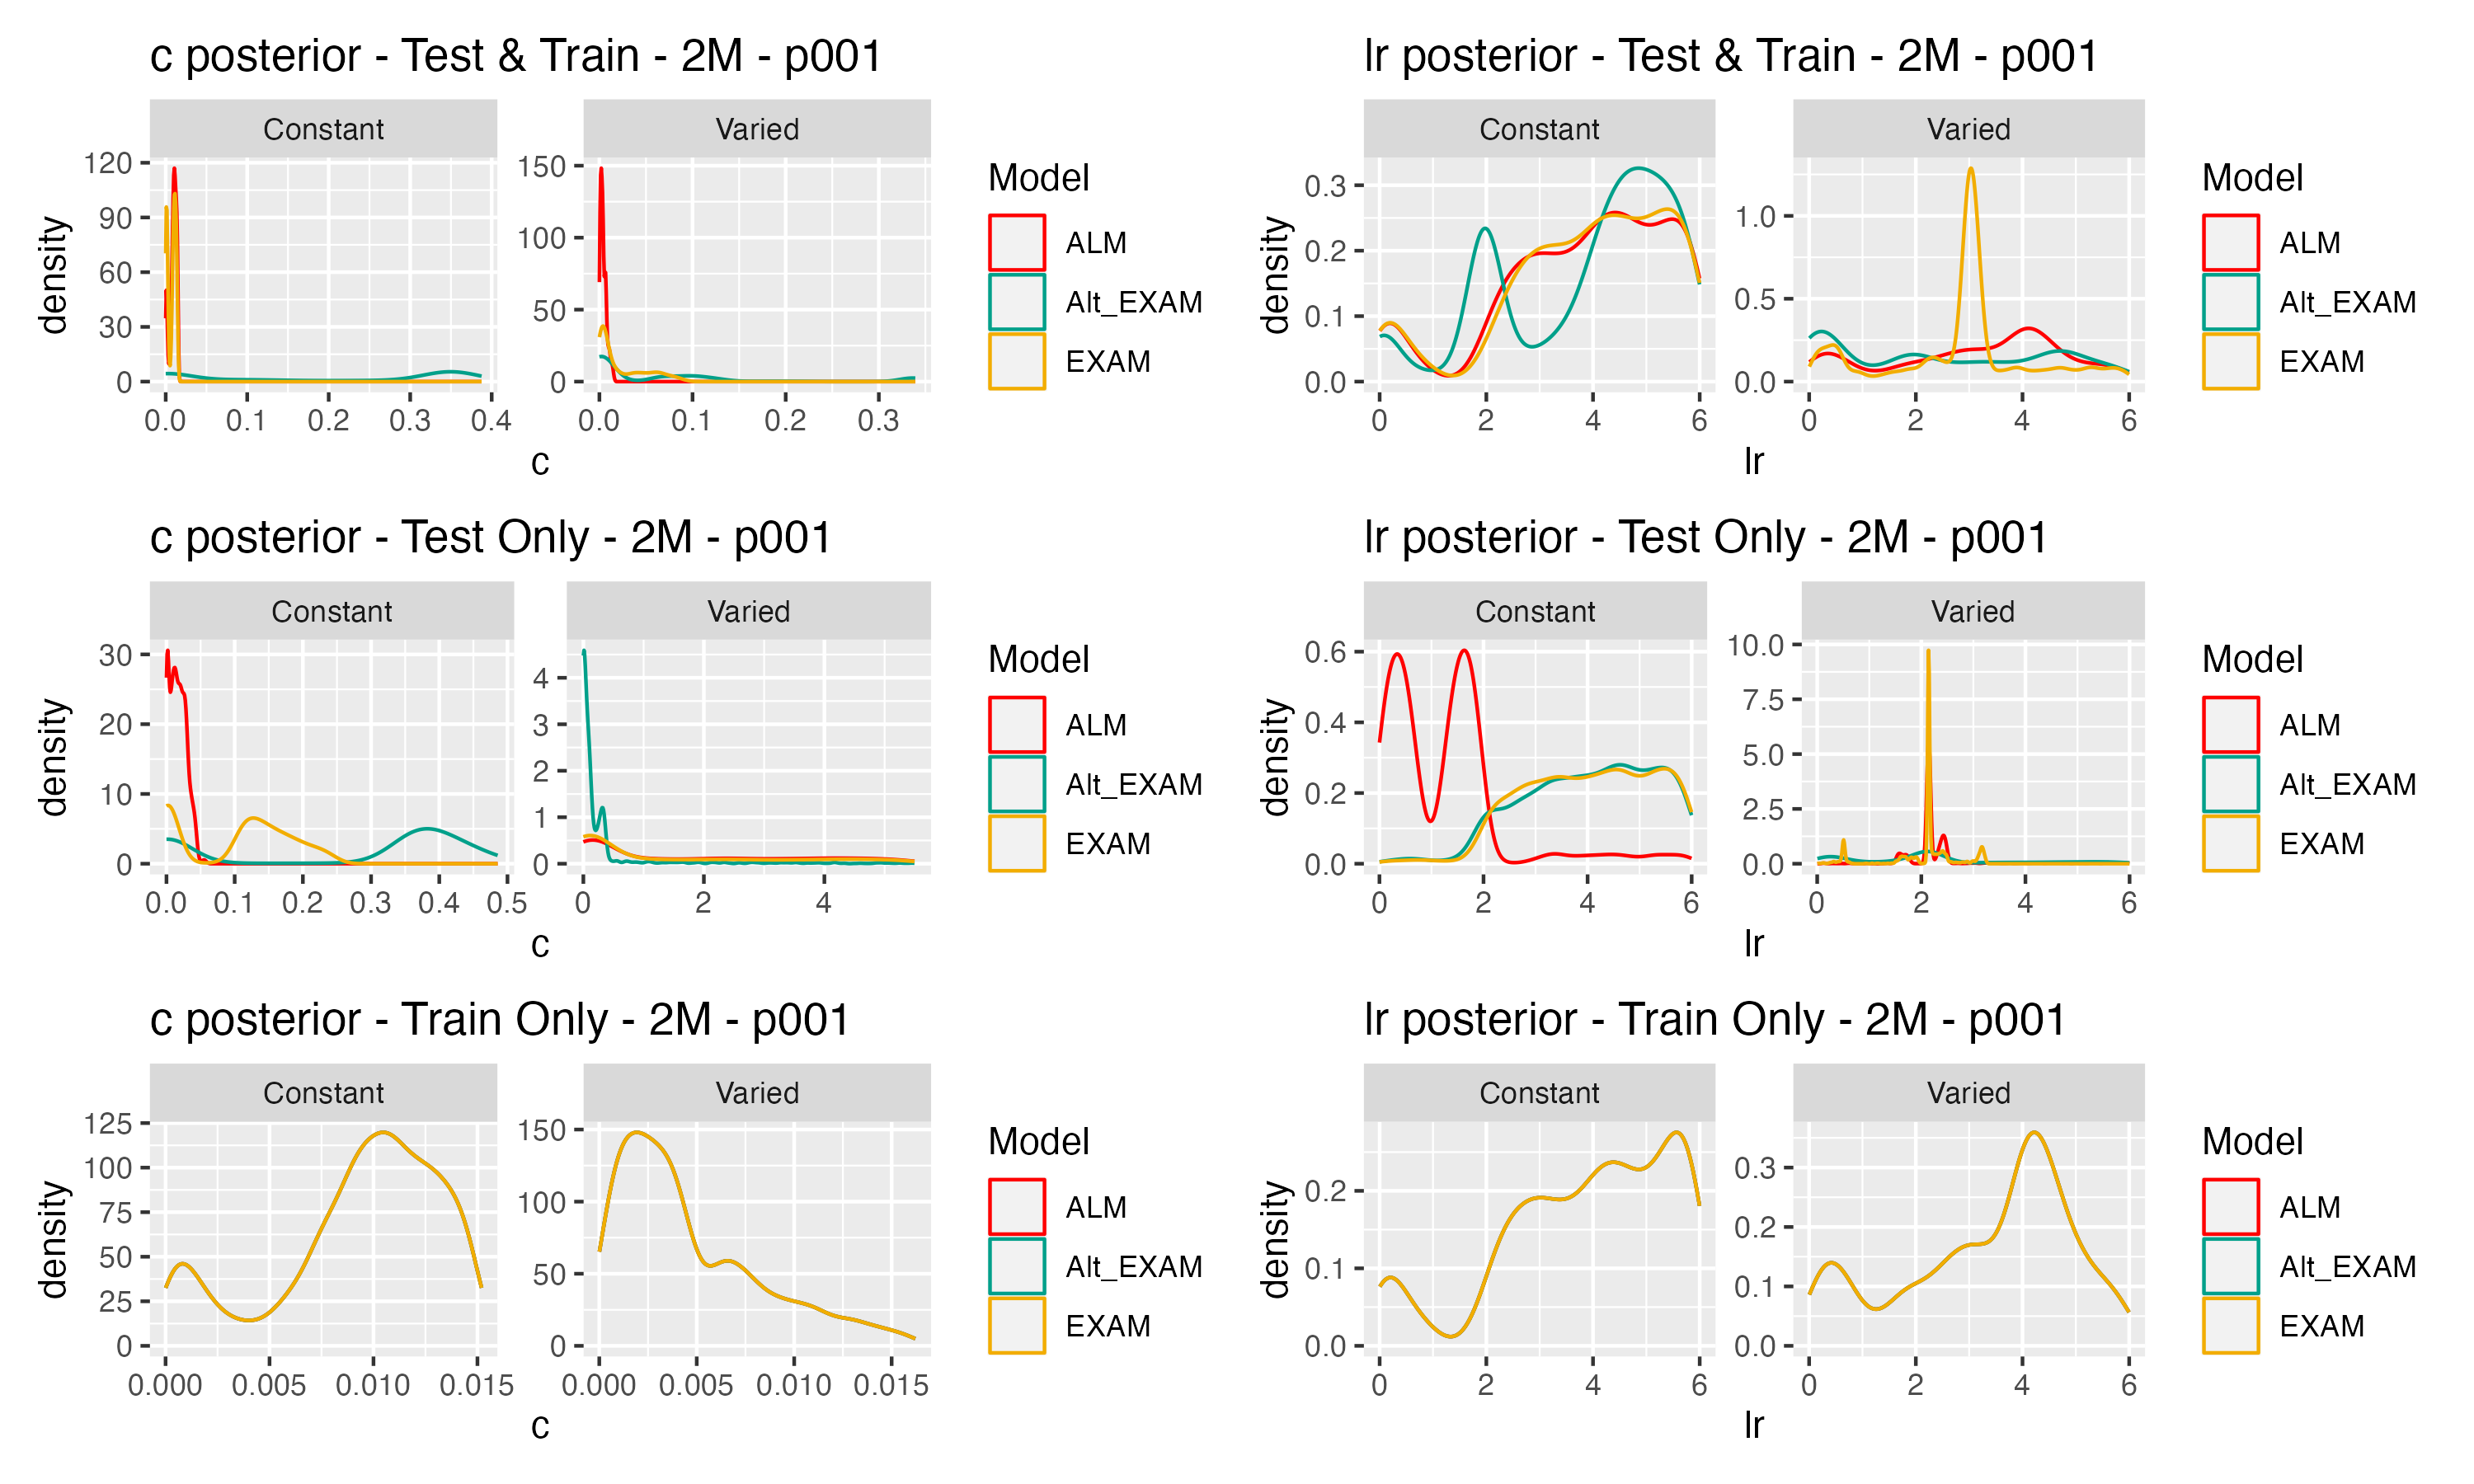 c posterior - Test & Train - 2M - p001
Constant
Varied
density
120
90
60
30
0
0.0 0.1 0.2 0.3 0.4
150
100
50
0
0.0 0.1 0.2 0.3
c
Model
ALM
Alt_EXAM
EXAM
lr posterior - Test & Train - 2M - p001
Constant
Varied
density
0.3
0.2
0.1
0.0
0 2 4 6
1.0
0.5
0.0
0 2 4 6
lr
Model
ALM
Alt_EXAM
EXAM
c posterior - Test Only - 2M - p001
Constant
Varied
density
30
20
10
0
0.0 0.1 0.2 0.3 0.4 0.5
4
3
2
1
0
0 2 4
c
Model
ALM
Alt_EXAM
EXAM
lr posterior - Test Only - 2M - p001
Constant
Varied
density
0.6
0.4
0.2
0.0
0 2 4 6
10.0
7.5
5.0
2.5
0.0
0 2 4 6
lr
Model
ALM
Alt_EXAM
EXAM
c posterior - Train Only - 2M - p001
Constant
Varied
density
125
100
75
50
25
0
0.000 0.005 0.010 0.015
150
100
50
0
0.000 0.005 0.010 0.015
c
Model
ALM
Alt_EXAM
EXAM
lr posterior - Train Only - 2M - p001
Constant
Varied
density
0.2
0.1
0.0
0 2 4 6
0.3
0.2
0.1
0.0
0 2 4 6
lr
Model
ALM
Alt_EXAM
EXAM